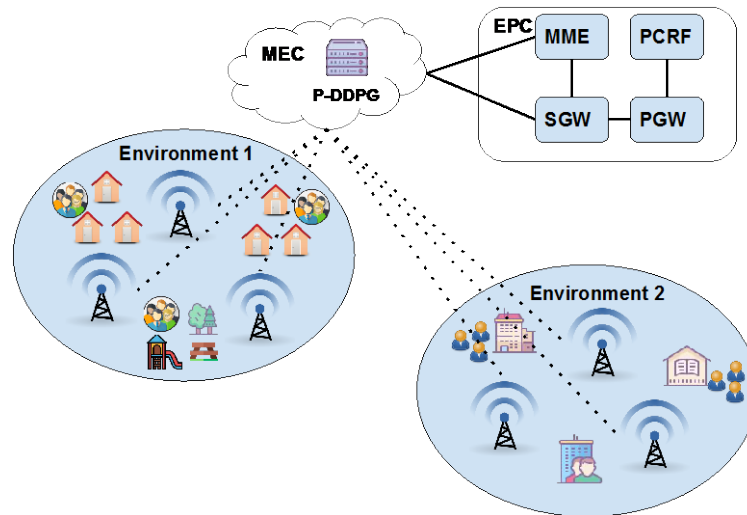 EPC
MME
PCRF
MEC
P-DDPG
SGW
PGW
Environment 1
Environment 2